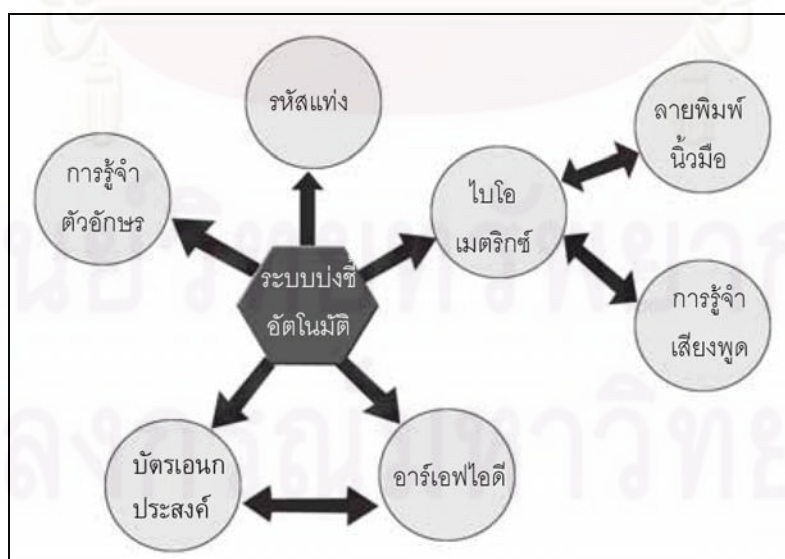 รหัสแท่ง
การรู้จำ
ตัวอักษร
ไบโอ
เมตริกซ์
ลายพิมพ์
นิ้วมือ
ระบบบ่งชี้
อัตโนมัติ
การรู้จำ
เสียงพูด
บัตรเอนก
ประสงค์
อาร์เอฟไอดี